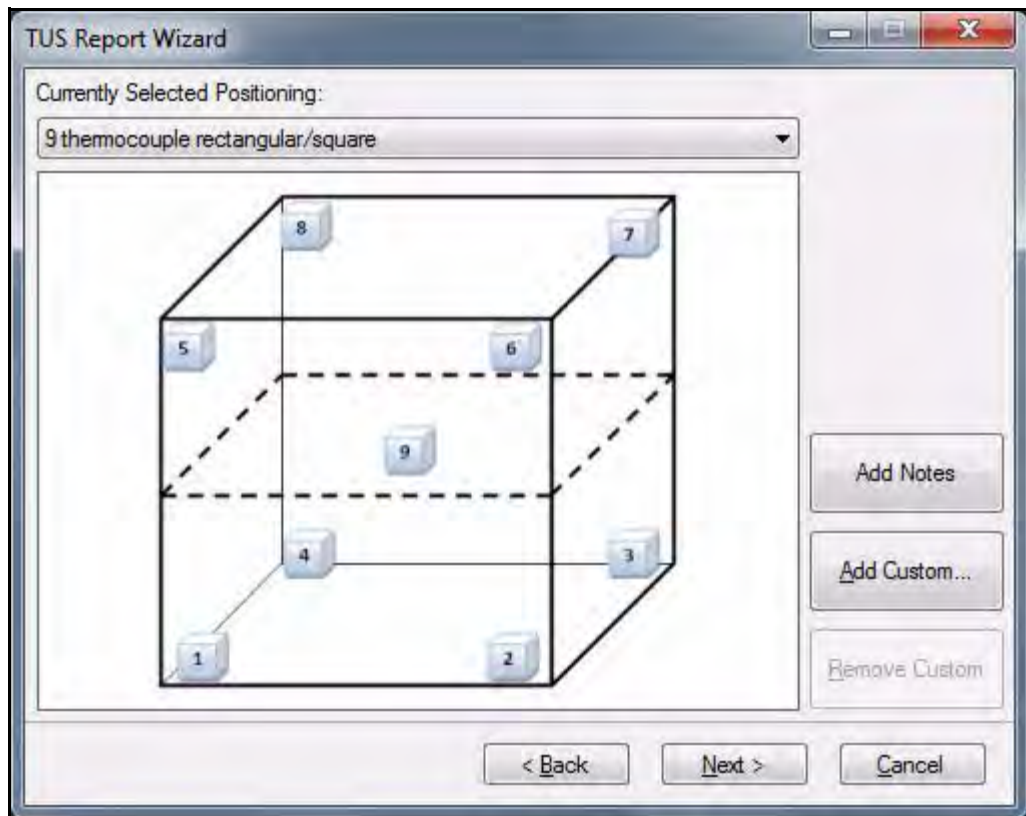 TUS Report Wizard
Currently Selected Positioning:
9 thermocouple rectangular/square
8
7
5
6
9
4
3
1
2
Add Notes
Add Custom...
Remove Custom
< Back
Next >
Cancel